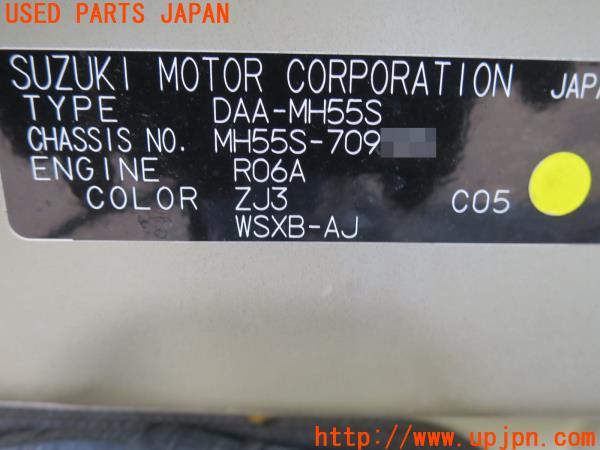 USED PARTS JAPAN
SUZUKI MOTOR CORPORATION JAPA
TYPE DAA-MH55S
CHASSIS NO. MH55S-709
ENGINE R06A
COLOR ZJ3 C05
WSXB-AJ
http://www.upjpn.com